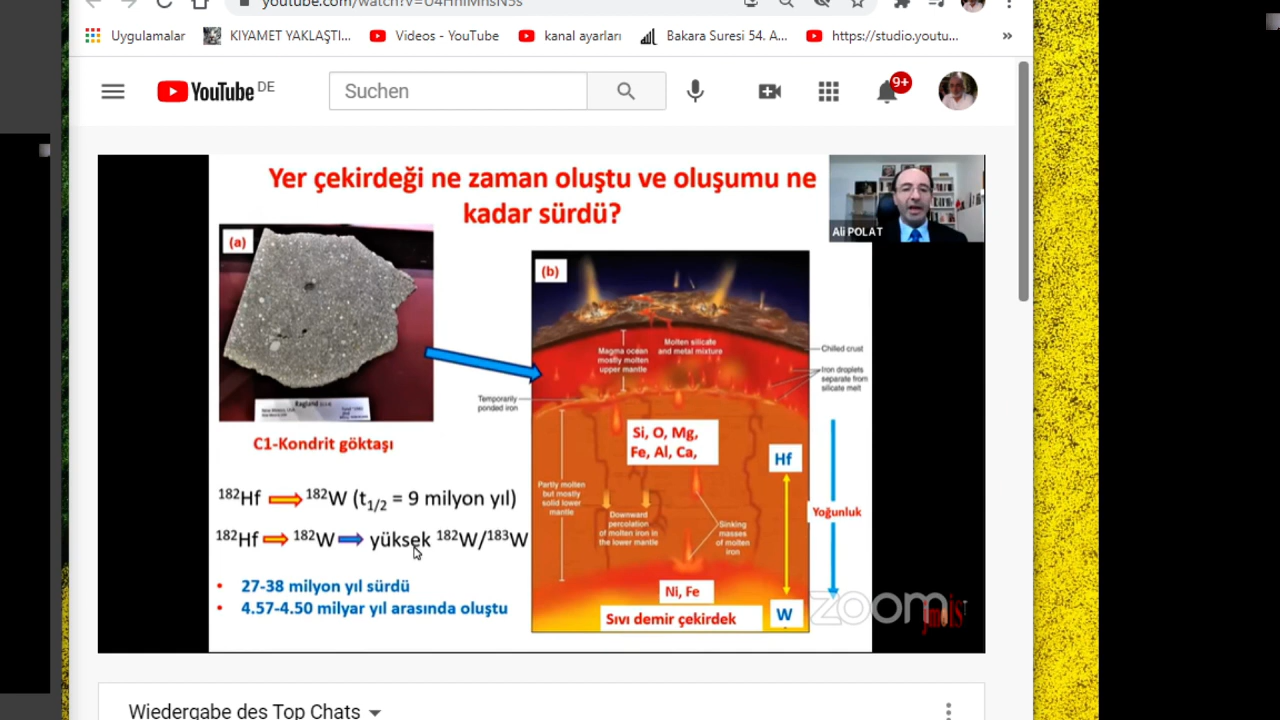 youtube.com/watch?v=U4HhIMnsN5s
Uygulamalar
KIYAMET YAKLAŞTI...
Videos - YouTube
kanal ayarları
Bakara Suresi 54. A...
https://studio.youtu...
»
YouTube DE
Suchen
9+
Yer çekirdeği ne zaman oluştu ve oluşumu ne
kadar sürdü?
Ali POLAT
(a)
(b)
Molten silicate
and metal mixture
Magma ocean
mostly molten
upper mantle
Chilled crust
Iron droplets
separate from
silicate melt
Temporarily
ponded iron
C1-Kondrit göktaşı
Si, O, Mg,
Fe, Al, Ca,
Hf
182Hf 182W (t1/2 = 9 milyon yıl)
Partly molten
but mostly
solid lower
mantle
Downward
percolation
of molten iron in
the lower mantle
Sinking
masses
of molten
iron
Yoğunluk
182Hf 182W yüksek 182W/183W
27-38 milyon yıl sürdü
4.57-4.50 milyar yıl arasında oluştu
Ni, Fe
Sıvı demir çekirdek
W
zoom
Wiedergabe des Top Chats